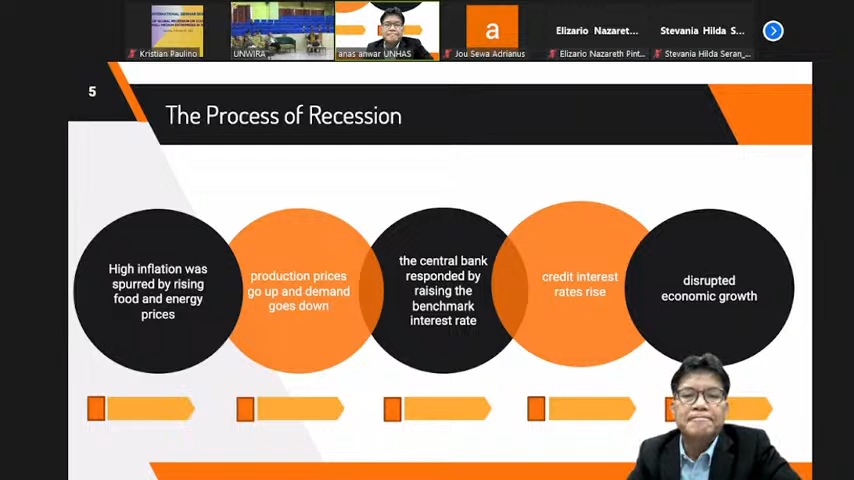 INTERNATIONAL SEMINAR
Kristian Paulino
UNWIRA
anas anwar UNHAS
a
Jou Sewa Adrianus
Elizario Nazaret...
Elizario Nazareth Pint...
Stevania Hilda S...
Stevania Hilda Seran_...
5
The Process of Recession
High inflation was
spurred by rising
food and energy
prices
production prices
go up and demand
goes down
the central bank
responded by
raising the
benchmark
interest rate
credit interest
rates rise
disrupted
economic growth